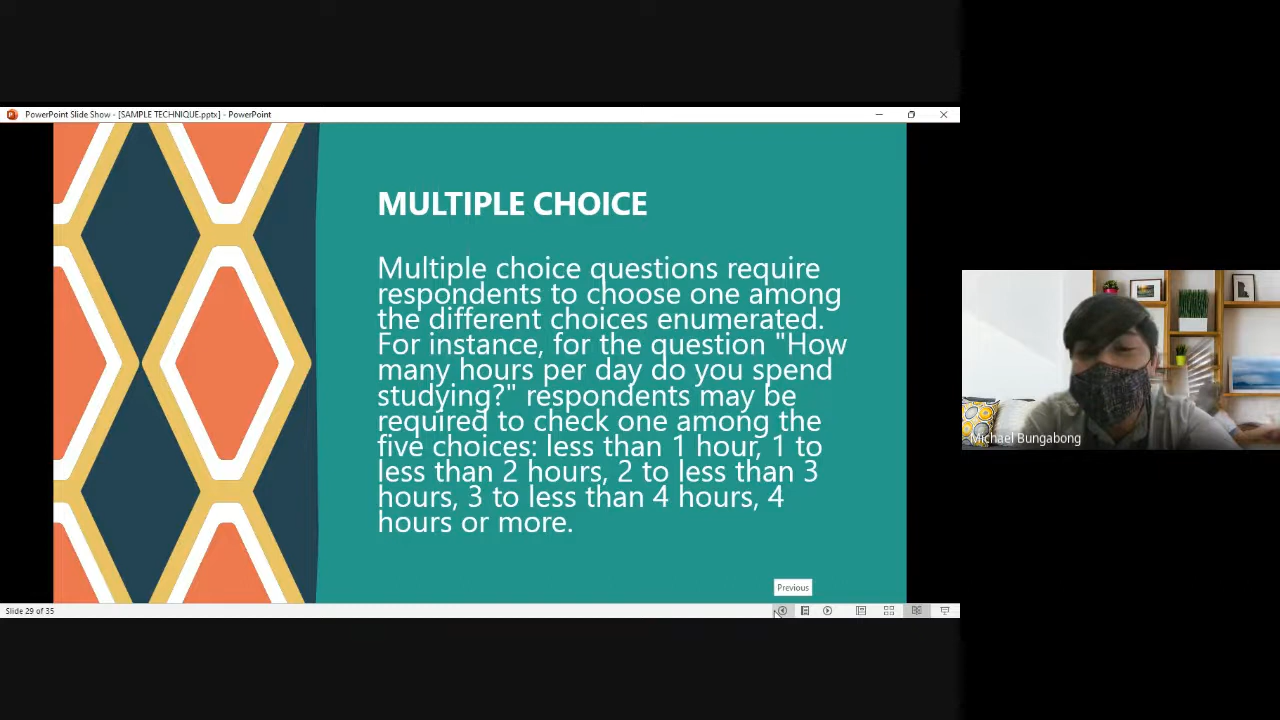 PowerPoint Slide Show - [SAMPLE TECHNIQUE.pptx] - PowerPoint
MULTIPLE CHOICE
Multiple choice questions require
respondents to choose one among
the different choices enumerated.
For instance, for the question "How
many hours per day do you spend
studying?" respondents may be
required to check one among the
five choices: less than 1 hour, 1 to
less than 2 hours, 2 to less than 3
hours, 3 to less than 4 hours, 4
hours or more.
Michael Bungabong
Previous
Slide 29 of 35